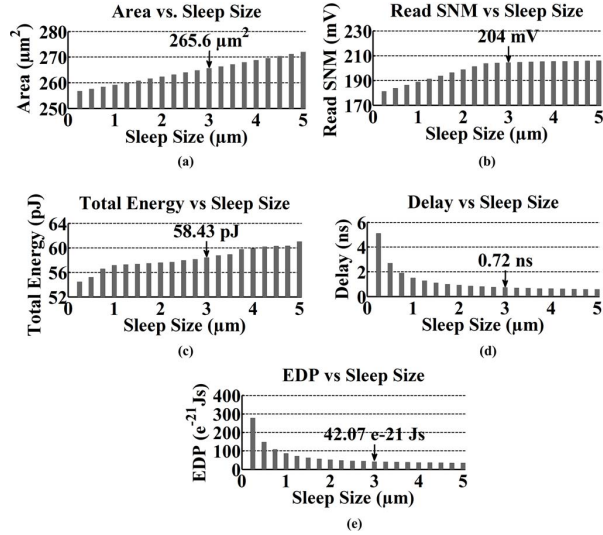 Area vs. Sleep Size
Area (µm²)
280
270
260
250
265.6 µm²
0 1 2 3 4 5
Sleep Size (µm)
(a)
Read SNM vs Sleep Size
Read SNM (mV)
230
210
190
170
204 mV
0 1 2 3 4 5
Sleep Size (µm)
(b)
Total Energy vs Sleep Size
Total Energy (pJ)
64
60
56
52
58.43 pJ
0 1 2 3 4 5
Sleep Size (µm)
(c)
Delay vs Sleep Size
Delay (ns)
6
4
2
0
0.72 ns
0 1 2 3 4 5
Sleep Size (µm)
(d)
EDP vs Sleep Size
EDP (e⁻²¹Js)
400
300
200
100
0
42.07 e-21 Js
0 1 2 3 4 5
Sleep Size (µm)
(e)